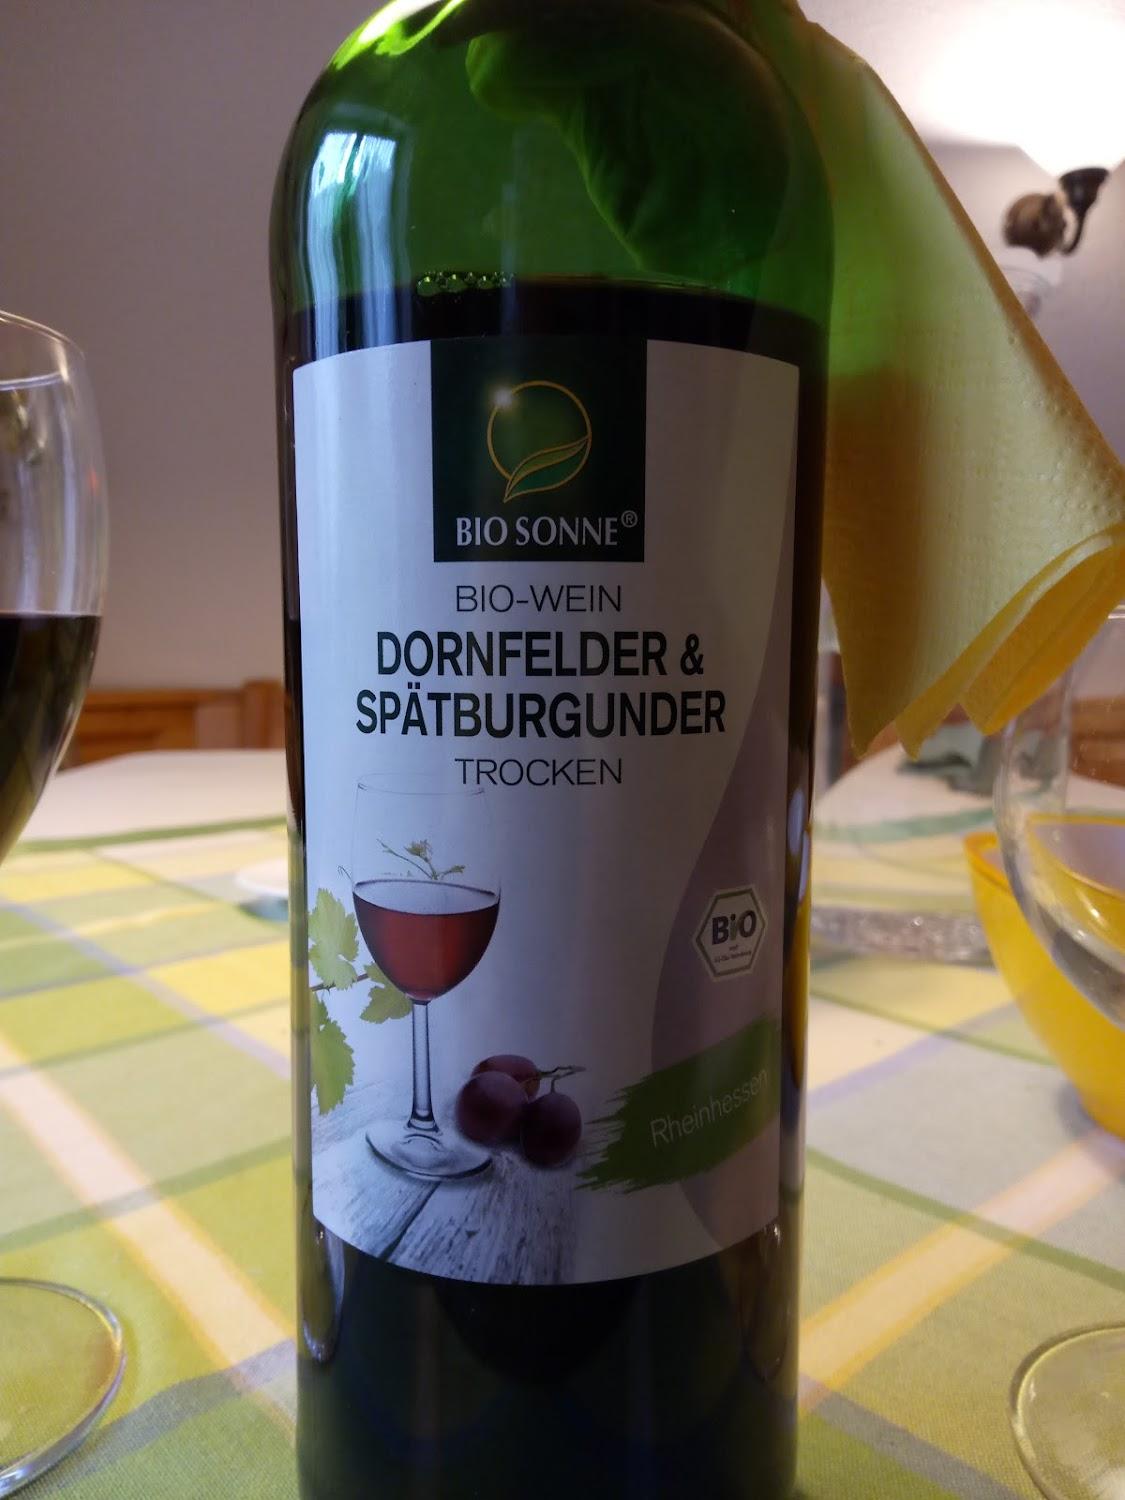 BIO SONNE®
BIO-WEIN
DORNFELDER &
SPÄTBURGUNDER
TROCKEN
BiO
Rheinhessen